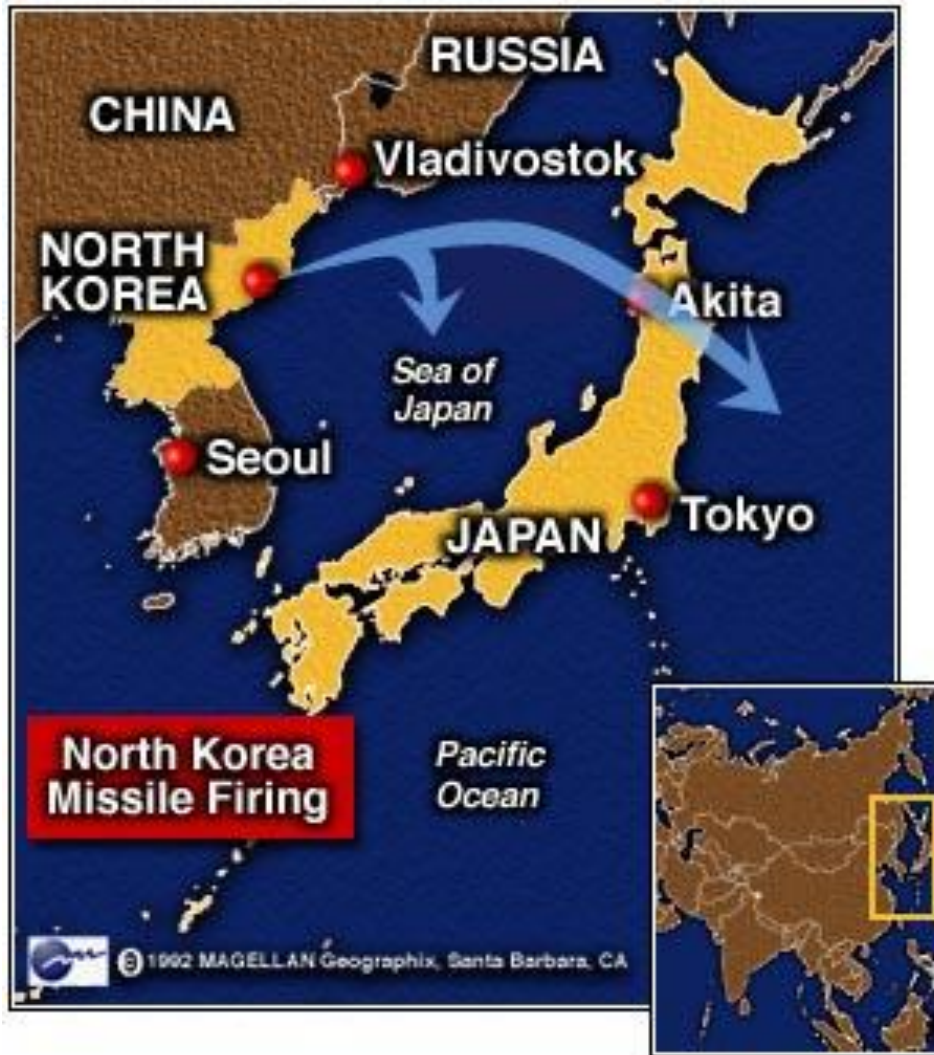 RUSSIA
CHINA
Vladivostok
NORTH
KOREA
Akita
Sea of
Japan
Seoul
Tokyo
JAPAN
North Korea
Missile Firing
Pacific
Ocean
1992 MAGELLAN Geographix, Santa Barbara, CA